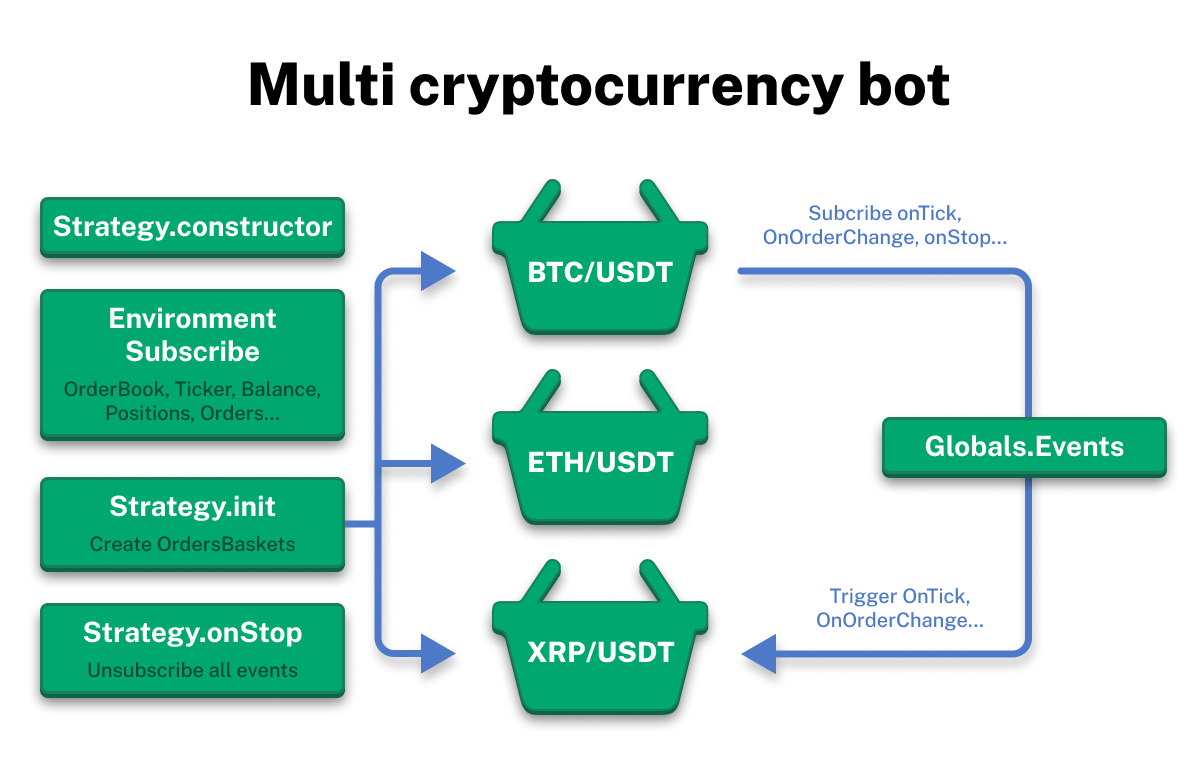 Multi cryptocurrency bot
Strategy.constructor
Environment
Subscribe
OrderBook, Ticker, Balance,
Positions, Orders...
Strategy.init
Create OrdersBaskets
Strategy.onStop
Unsubscribe all events
BTC/USDT
ETH/USDT
XRP/USDT
Subcribe onTick,
OnOrderChange, onStop...
Globals.Events
Trigger OnTick,
OnOrderChange...